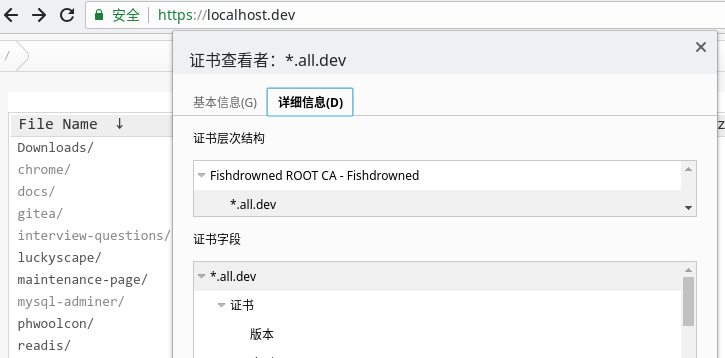 安全 https://localhost.dev
/
证书查看者：*.all.dev
基本信息(G) 详细信息(D)
File Name ↓
证书层次结构
Downloads/
chrome/
Fishdrowned ROOT CA - Fishdrowned
docs/
*.all.dev
gitea/
interview-questions/
证书字段
luckyscape/
*.all.dev
maintenance-page/
mysql-adminer/
证书
phwoolcon/
版本
readis/